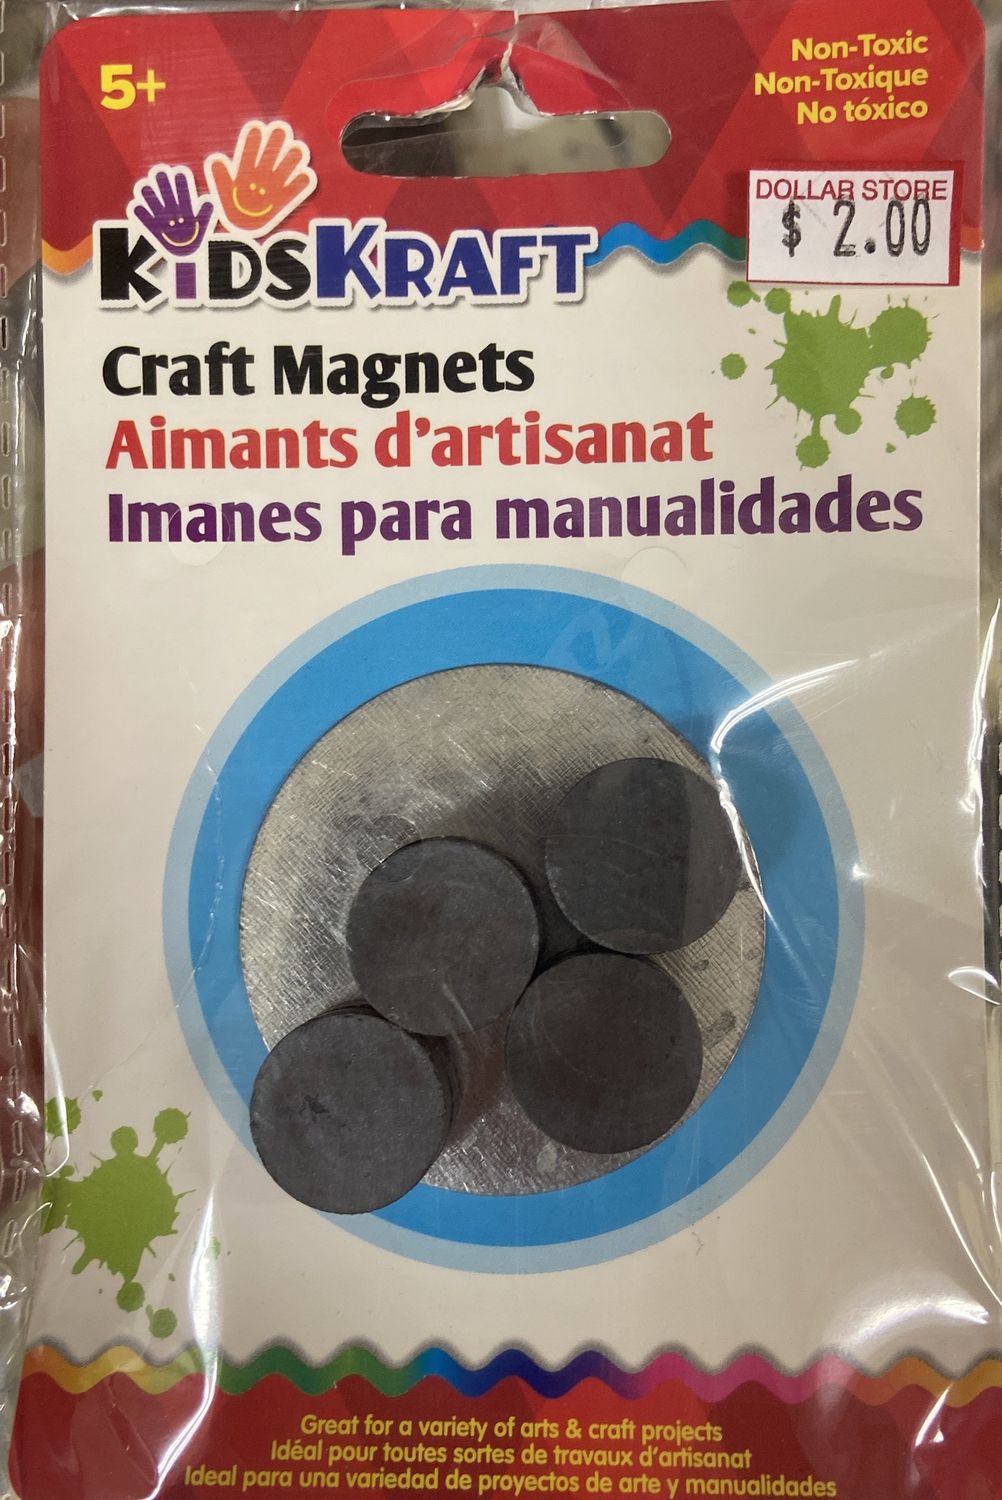 5+
Non-Toxic
Non-Toxique
No tóxico
DOLLAR STORE
$ 2.00
KIDSKRAFT
Craft Magnets
Aimants d'artisanat
Imanes para manualidades
Great for a variety of arts & craft projects
Idéal pour toutes sortes de travaux d'artisanat
Ideal para una variedad de proyectos de arte y manualidades